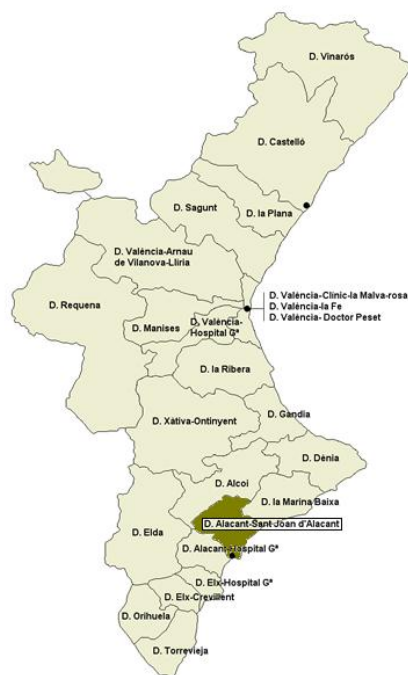 D. Vinaròs
D. Castelló
D. la Plana
D. Sagunt
D. València-Arnau
de Vilanova-Llíria
D. Requena
D. València-Clínic-la Malva-rosa
D. València-la Fe
D. València- Doctor Peset
D. Manises
D. València-
Hospital Gª
D. la Ribera
D. Xàtiva-Ontinyent
D. Gandia
D. Dénia
D. Alcoi
D. la Marina Baixa
D. Alacant-Sant Joan d'Alacant
D. Elda
D. Alacant-Hospital Gª
D. Elx-Hospital Gª
D. Elx-Crevillent
D. Orihuela
D. Torrevieja